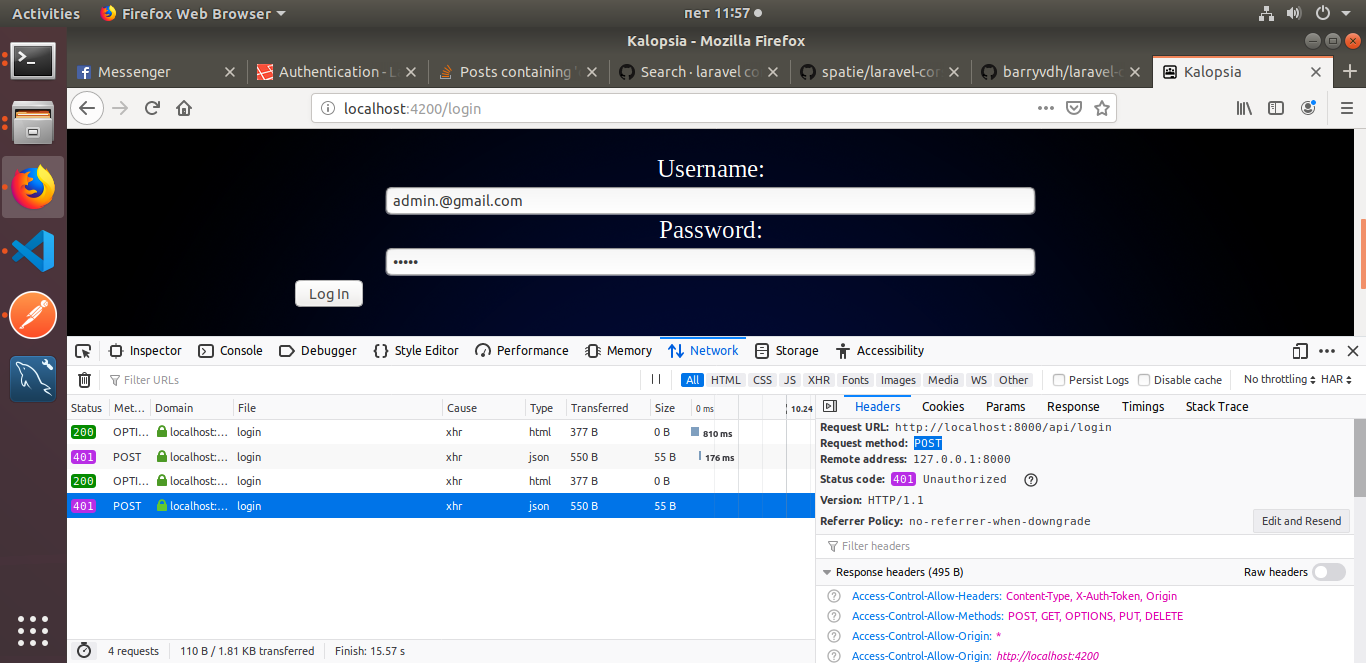 Activities Firefox Web Browser пет 11:57
Kalopsia - Mozilla Firefox
Messenger Authentication - La Posts containing ' Search · laravel co spatie/laravel-cor barryvdh/laravel-c Kalopsia
localhost:4200/login
Username:
admin.@gmail.com
Password:
•••••
Log In
Inspector Console Debugger Style Editor Performance Memory Network Storage Accessibility
Filter URLs All HTML CSS JS XHR Fonts Images Media WS Other Persist Logs Disable cache No throttling HAR
Status Met... Domain File Cause Type Transferred Size 0 ms 10.24
200 OPTI... localhost:... login xhr html 377 B 0 B 810 ms
401 POST localhost:... login xhr json 550 B 55 B 176 ms
200 OPTI... localhost:... login xhr html 377 B 0 B
401 POST localhost:... login xhr json 550 B 55 B
4 requests 110 B / 1.81 KB transferred Finish: 15.57 s
Headers Cookies Params Response Timings Stack Trace
Request URL: http://localhost:8000/api/login
Request method: POST
Remote address: 127.0.0.1:8000
Status code: 401 Unauthorized
Version: HTTP/1.1
Referrer Policy: no-referrer-when-downgrade Edit and Resend
Filter headers
Response headers (495 B) Raw headers
Access-Control-Allow-Headers: Content-Type, X-Auth-Token, Origin
Access-Control-Allow-Methods: POST, GET, OPTIONS, PUT, DELETE
Access-Control-Allow-Origin: *
Access-Control-Allow-Origin: http://localhost:4200